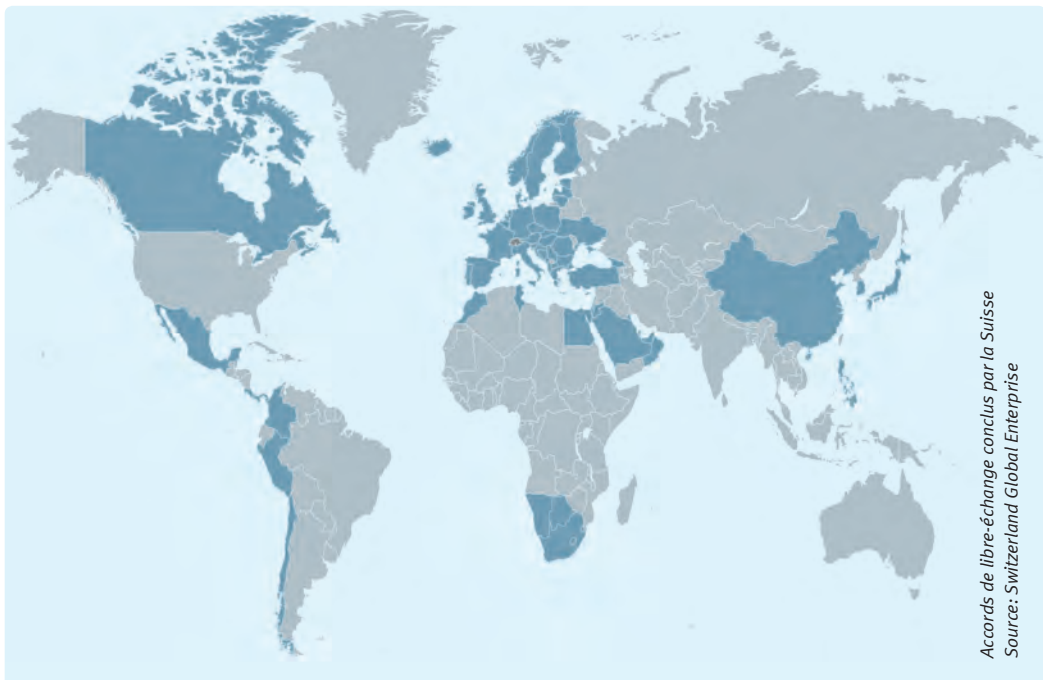 Accords de libre-échange conclus par la Suisse
Source: Switzerland Global Enterprise